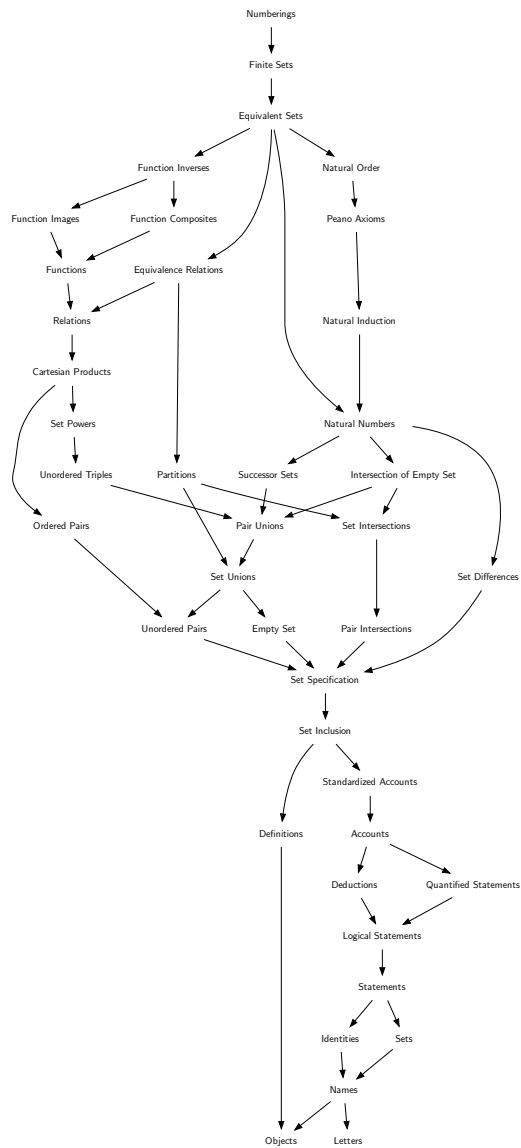 Numberings
Finite Sets
Equivalent Sets
Function Inverses
Natural Order
Function Images
Function Composites
Peano Axioms
Functions
Equivalence Relations
Relations
Natural Induction
Cartesian Products
Set Powers
Natural Numbers
Unordered Triples
Partitions
Successor Sets
Intersection of Empty Set
Ordered Pairs
Pair Unions
Set Intersections
Set Unions
Set Differences
Unordered Pairs
Empty Set
Pair Intersections
Set Specification
Set Inclusion
Standardized Accounts
Definitions
Accounts
Deductions
Quantified Statements
Logical Statements
Statements
Identities
Sets
Names
Objects
Letters